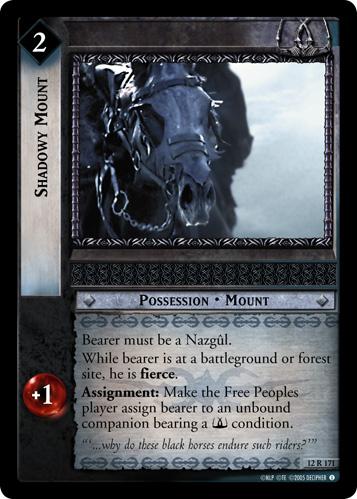 2
SHADOWY MOUNT
POSSESSION • MOUNT
Bearer must be a Nazgûl.
While bearer is at a battleground or forest
site, he is fierce.
+1
Assignment: Make the Free Peoples
player assign bearer to an unbound
companion bearing a condition.
“‘...why do these black horses endure such riders?’”
12 R 171
©NLP ©TE ©2005 DECIPHER